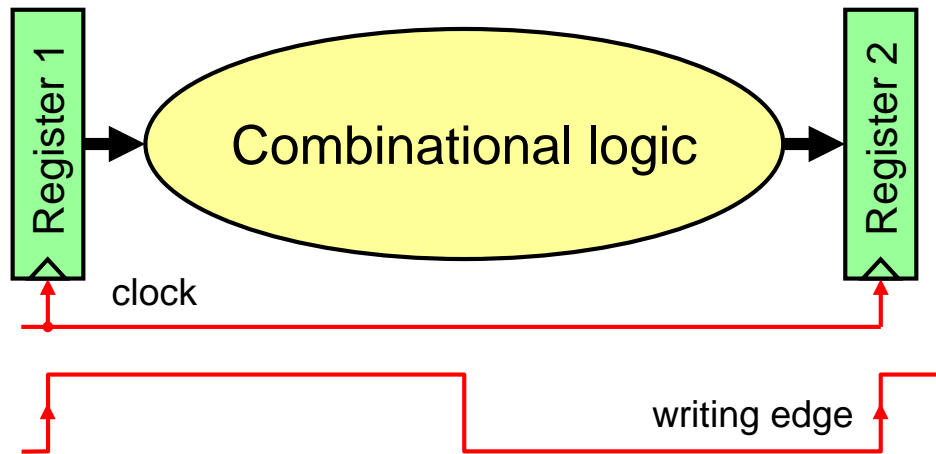 Register 1
Combinational logic
Register 2
clock
writing edge